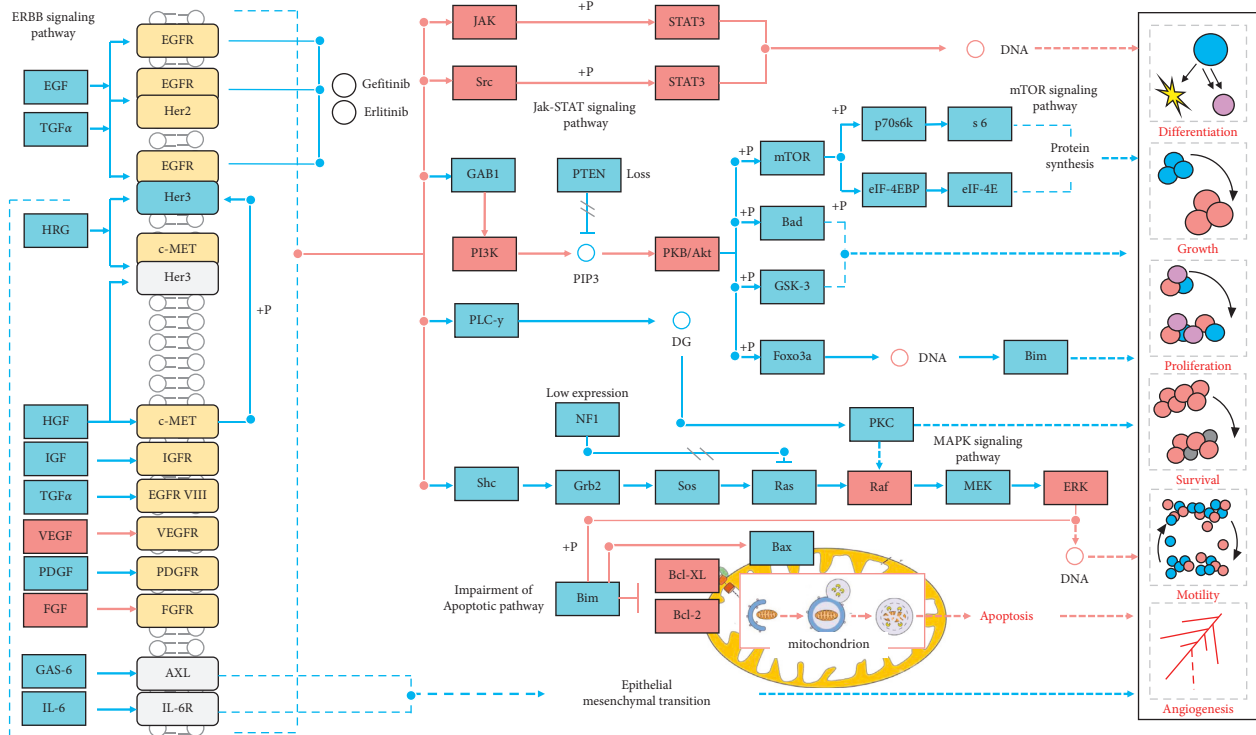 ERBB signaling
pathway
EGF
TGFα
HRG
HGF
IGF
TGFα
VEGF
PDGF
FGF
GAS-6
IL-6
EGFR
EGFR
Her2
EGFR
Her3
c-MET
Her3
c-MET
IGFR
EGFR VIII
VEGFR
PDGFR
FGFR
AXL
IL-6R
+P
Gefitinib
Erlitinib
JAK
+P
STAT3
DNA
Src
+P
STAT3
Jak-STAT signaling
pathway
GAB1
PTEN
Loss
PI3K
PIP3
PKB/Akt
+P
mTOR
+P
p70s6k
s 6
mTOR signaling
pathway
Protein
synthesis
eIF-4EBP
eIF-4E
+P
Bad
+P
+P
GSK-3
+P
Foxo3a
DNA
Bim
PLC-y
DG
Low expression
NF1
PKC
MAPK signaling
pathway
Shc
Grb2
Sos
Ras
Raf
MEK
ERK
DNA
+P
Impairment of
Apoptotic pathway
Bim
Bax
Bcl-XL
Bcl-2
mitochondrion
Apoptosis
Epithelial
mesenchymal transition
Differentiation
Growth
Proliferation
Survival
Motility
Angiogenesis